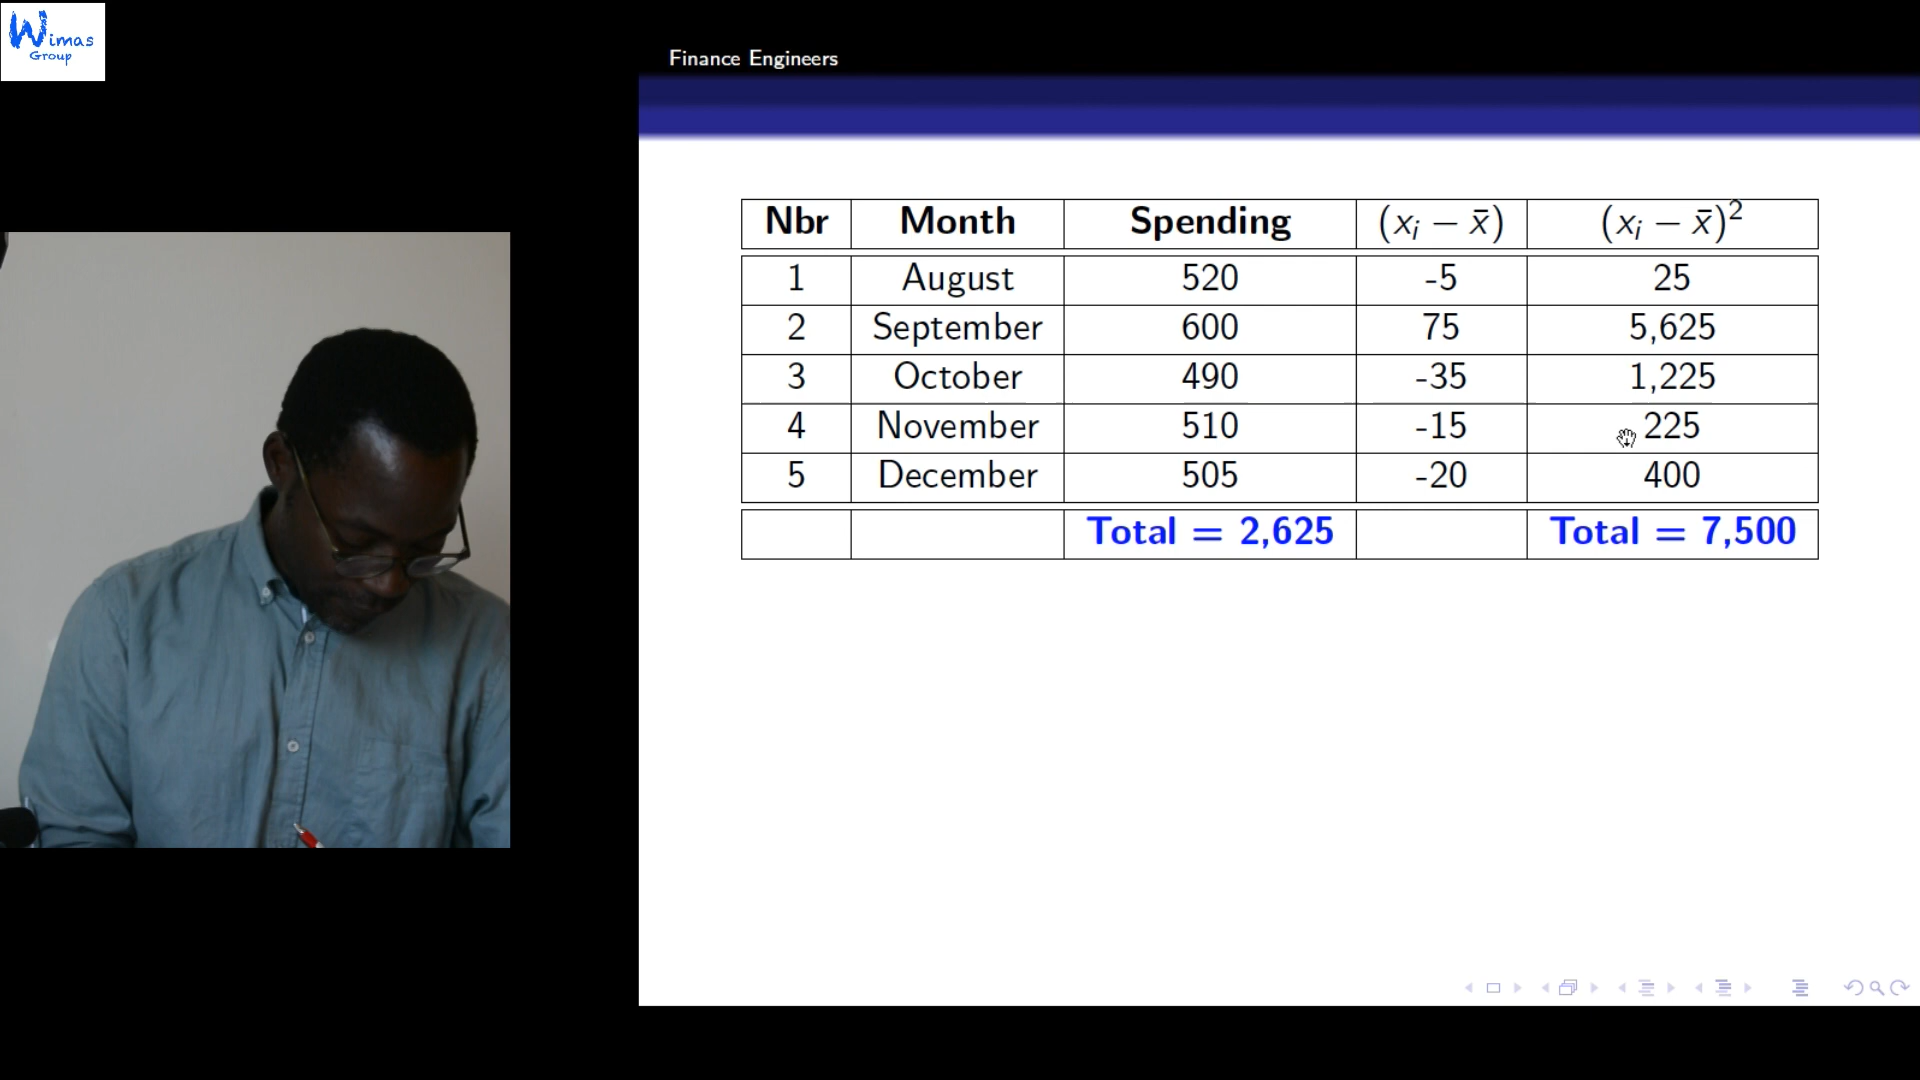 Wimas
Group
Finance Engineers
Nbr Month Spending (xᵢ − x̄) (xᵢ − x̄)²
1 August 520 -5 25
2 September 600 75 5,625
3 October 490 -35 1,225
4 November 510 -15 225
5 December 505 -20 400
Total = 2,625 Total = 7,500